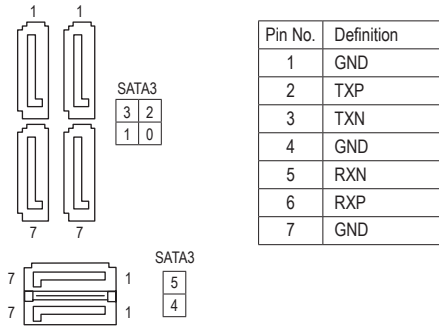 1 1
SATA3
3 2
1 0
7 7
SATA3
7 1
5
7 1
4
Pin No. Definition
1 GND
2 TXP
3 TXN
4 GND
5 RXN
6 RXP
7 GND